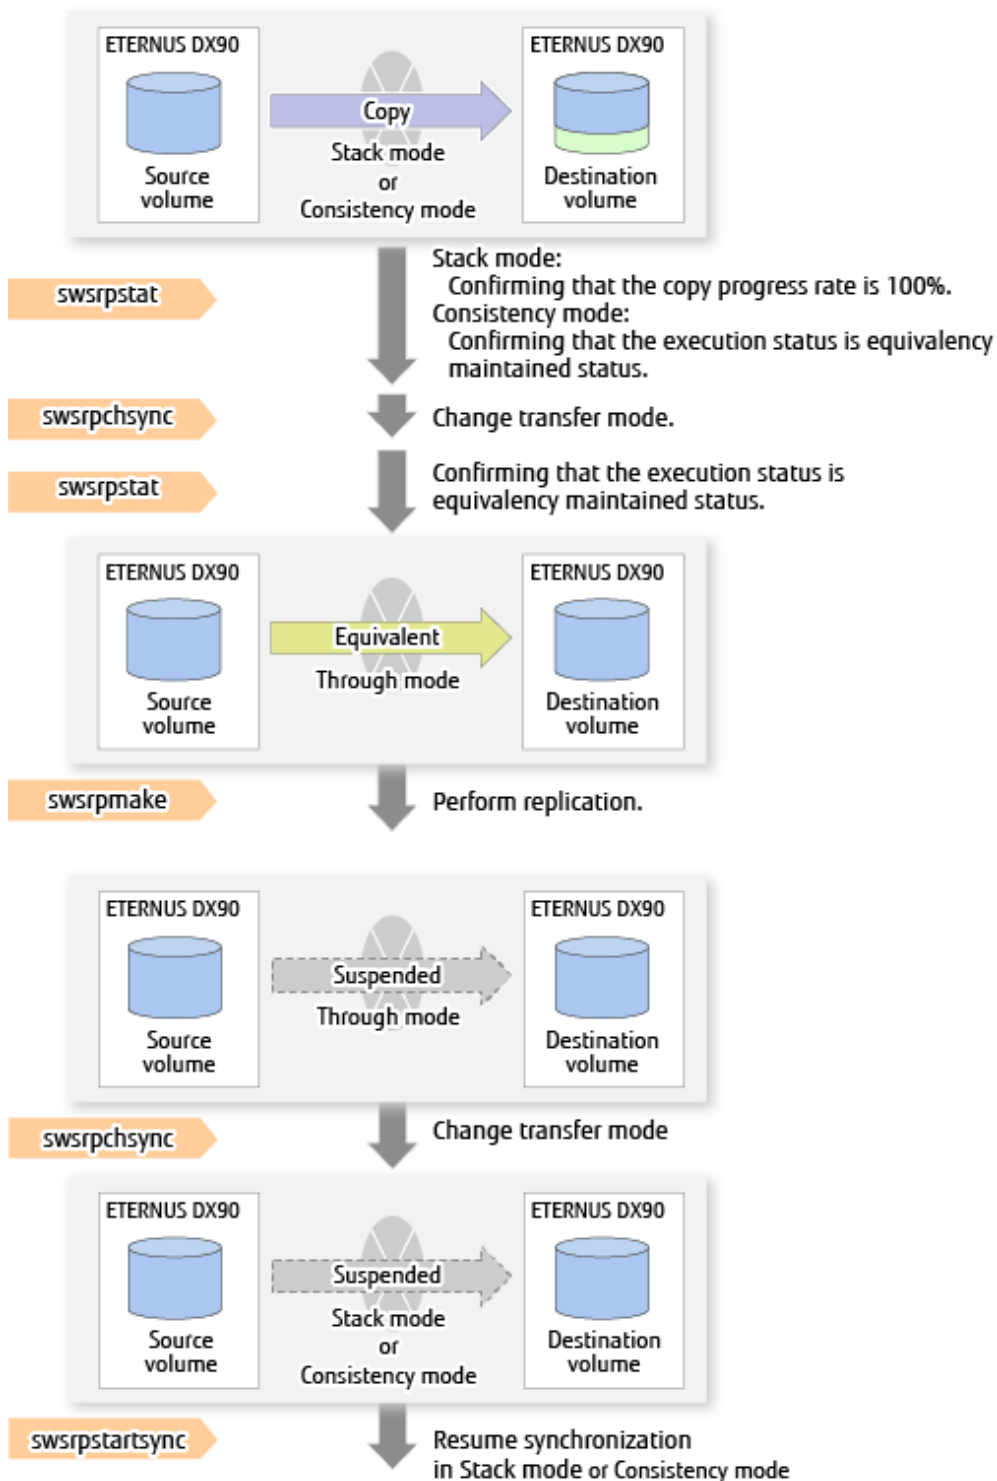 ETERNUS DX90
ETERNUS DX90
Copy
Stack mode
or
Consistency mode
Source
volume
Destination
volume
swsrpstat
Stack mode:
Confirming that the copy progress rate is 100%.
Consistency mode:
Confirming that the execution status is equivalency
maintained status.
swsrpchsync
Change transfer mode.
swsrpstat
Confirming that the execution status is
equivalency maintained status.
ETERNUS DX90
ETERNUS DX90
Equivalent
Through mode
Source
volume
Destination
volume
swsrpmake
Perform replication.
ETERNUS DX90
ETERNUS DX90
Suspended
Through mode
Source
volume
Destination
volume
swsrpchsync
Change transfer mode
ETERNUS DX90
ETERNUS DX90
Suspended
Stack mode
or
Consistency mode
Source
volume
Destination
volume
swsrpstartsync
Resume synchronization
in Stack mode or Consistency mode